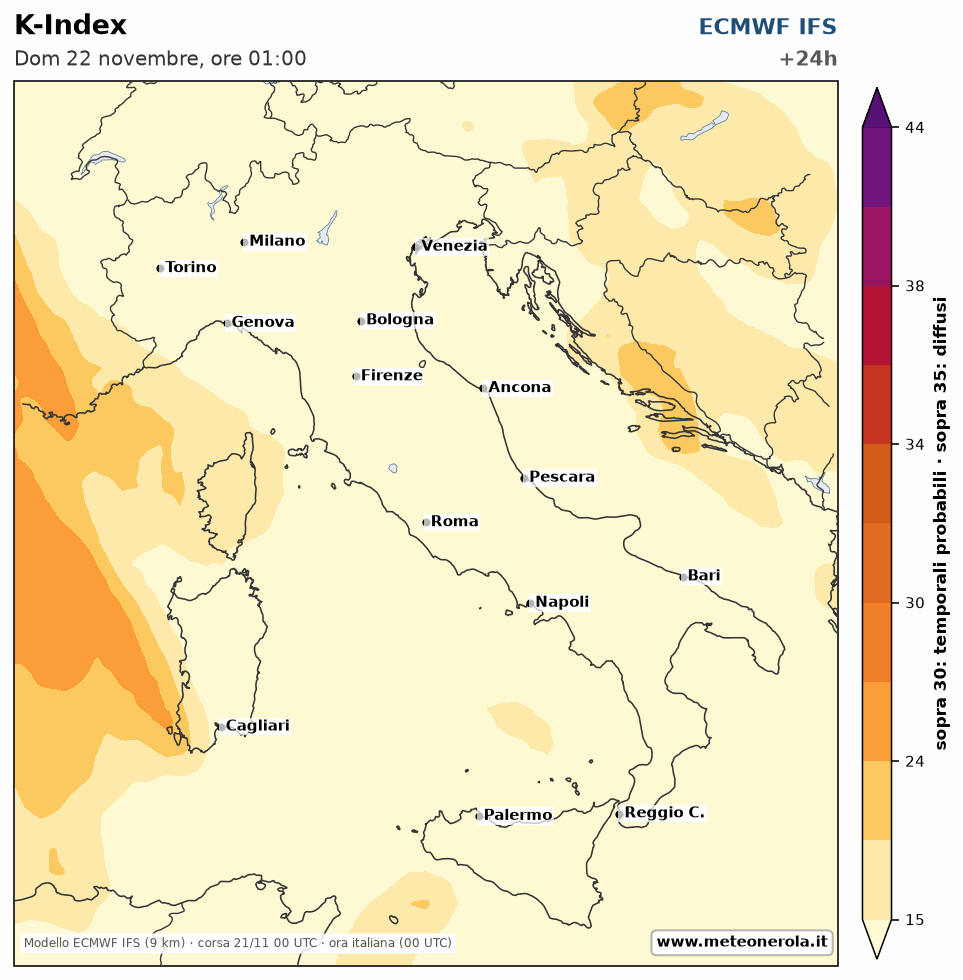 K-Index
ECMWF IFS
Dom 22 novembre, ore 01:00
+24h
44
Milano
Venezia
Torino
38
Genova
Bologna
Firenze
Ancona
34
Pescara
Roma
Bari
Napoli
30
Cagliari
24
Palermo
Reggio C.
15
sopra 30: temporali probabili · sopra 35: diffusi
Modello ECMWF IFS (9 km) · corsa 21/11 00 UTC · ora italiana (00 UTC)
www.meteonerola.it